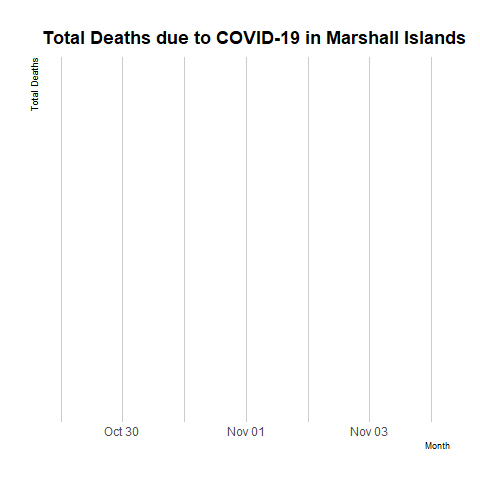 Total Deaths due to COVID-19 in Marshall Islands
Total Deaths
Oct 30
Nov 01
Nov 03
Month